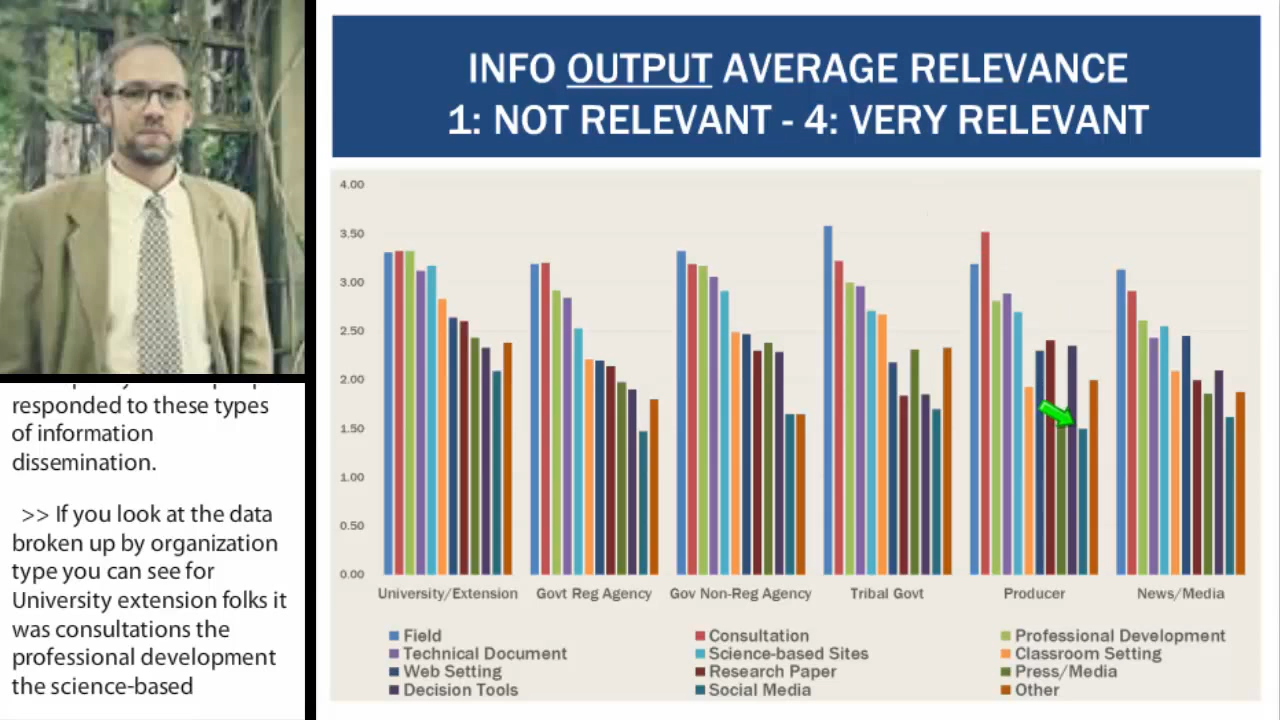 INFO OUTPUT AVERAGE RELEVANCE
1: NOT RELEVANT - 4: VERY RELEVANT
4.00
3.50
3.00
2.50
2.00
1.50
1.00
0.50
0.00
University/Extension Govt Reg Agency Gov Non-Reg Agency Tribal Govt Producer News/Media
Field Consultation Professional Development
Technical Document Science-based Sites Classroom Setting
Web Setting Research Paper Press/Media
Decision Tools Social Media Other
responded to these types
of information
dissemination.
>> If you look at the data
broken up by organization
type you can see for
University extension folks it
was consultations the
professional development
the science-based